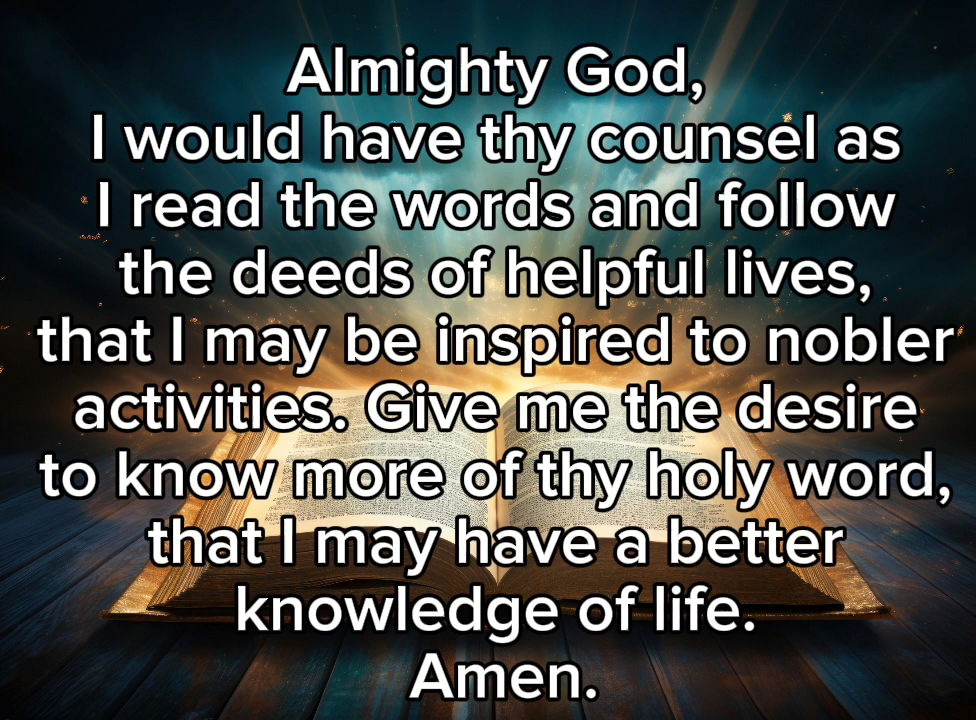 Almighty God,
I would have thy counsel as
I read the words and follow
the deeds of helpful lives,
that I may be inspired to nobler
activities. Give me the desire
to know more of thy holy word,
that I may have a better
knowledge of life.
Amen.